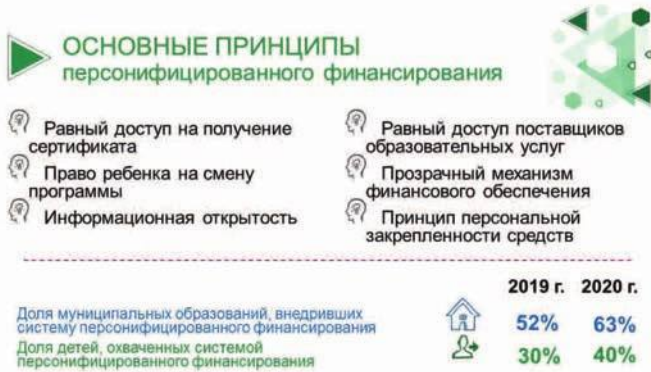 ОСНОВНЫЕ ПРИНЦИПЫ
персонифицированного финансирования
Равный доступ на получение
сертификата
Право ребенка на смену
программы
Информационная открытость
Равный доступ поставщиков
образовательных услуг
Прозрачный механизм
финансового обеспечения
Принцип персональной
закрепленности средств
2019 г. 2020 г.
Доля муниципальных образований, внедривших
систему персонифицированного финансирования
52% 63%
Доля детей, охваченных системой
персонифицированного финансирования
30% 40%